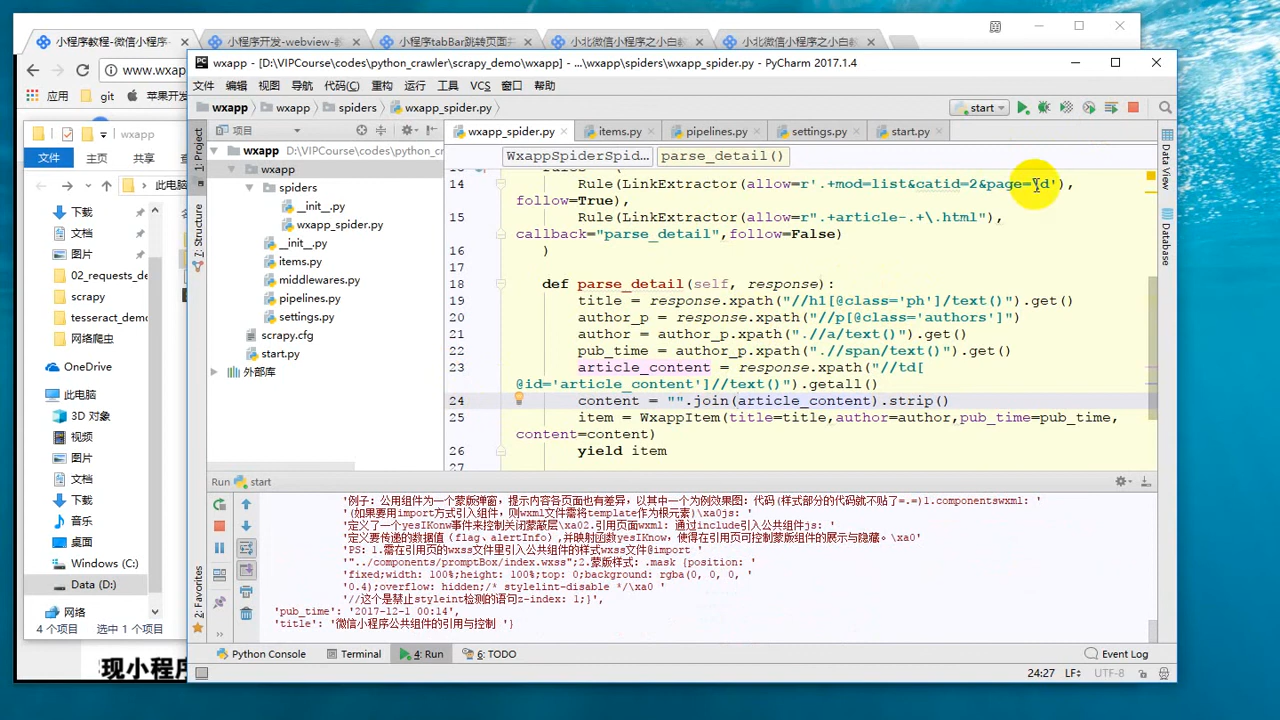 小程序教程-微信小程序-
小程序开发-webview-教
小程序tabBar跳转页面并
小北微信小程序之小白教
小北微信小程序之小白教
www.wxap
应用
git
苹果开发
wxapp
文件
主页
共享
查看
此电脑
下载
文档
图片
02_requests_de
scrapy
tesseract_demo
网络爬虫
OneDrive
此电脑
3D 对象
视频
图片
文档
下载
音乐
桌面
Windows (C:)
Data (D:)
网络
4 个项目
选中 1 个项目
现小程序
wxapp - [D:\VIPCourse\codes\python_crawler\scrapy_demo\wxapp] - ...\wxapp\spiders\wxapp_spider.py - PyCharm 2017.1.4
文件 编辑 视图 导航 代码(C) 重构 运行 工具 VCS 窗口 帮助
wxapp wxapp spiders wxapp_spider.py
start
项目
wxapp D:\VIPCourse\codes\python_cr
wxapp
spiders
__init__.py
wxapp_spider.py
__init__.py
items.py
middlewares.py
pipelines.py
settings.py
scrapy.cfg
start.py
外部库
1: Project
7: Structure
2: Favorites
Data View
Database
wxapp_spider.py items.py pipelines.py settings.py start.py
WxappSpiderSpid... parse_detail()
14 Rule(LinkExtractor(allow=r'.+mod=list&catid=2&page=\d'),
follow=True),
15 Rule(LinkExtractor(allow=r".+article-.+\.html"),
callback="parse_detail",follow=False)
16 )
17
18 def parse_detail(self, response):
19 title = response.xpath("//h1[@class='ph']/text()").get()
20 author_p = response.xpath("//p[@class='authors']")
21 author = author_p.xpath(".//a/text()").get()
22 pub_time = author_p.xpath(".//span/text()").get()
23 article_content = response.xpath("//td[
@id='article_content']//text()").getall()
24 content = "".join(article_content).strip()
25 item = WxappItem(title=title,author=author,pub_time=pub_time,
content=content)
26 yield item
27
Run start
'例子：公用组件为一个蒙版弹窗，提示内容各页面也有差异，以其中一个为例效果图：代码(样式部分的代码就不贴了=.=)1.componentswxml: '
'(如果要用import方式引入组件，则wxml文件需将template作为根元素)\xa0js: '
'定义了一个yesIKonw事件来控制关闭蒙蔽层\xa02.引用页面wxml: 通过include引入公共组件js: '
'定义要传递的数据值（flag、alertInfo）,并映射函数yesIKnow，使得在引用页可控制蒙版组件的展示与隐藏。\xa0'
'PS: 1.需在引用页的wxss文件里引入公共组件的样式wxss文件@import '
'"../components/promptBox/index.wxss";2.蒙版样式：.mask {position: '
'fixed;width: 100%;height: 100%;top: 0;background: rgba(0, 0, 0, '
'0.4);overflow: hidden;/* stylelint-disable */\xa0 '
'//这个是禁止styleint检测的语句z-index: 1;}',
'pub_time': '2017-12-1 00:14',
'title': '微信小程序公共组件的引用与控制 '}
Python Console Terminal 4: Run 6: TODO Event Log
24:27 LF UTF-8